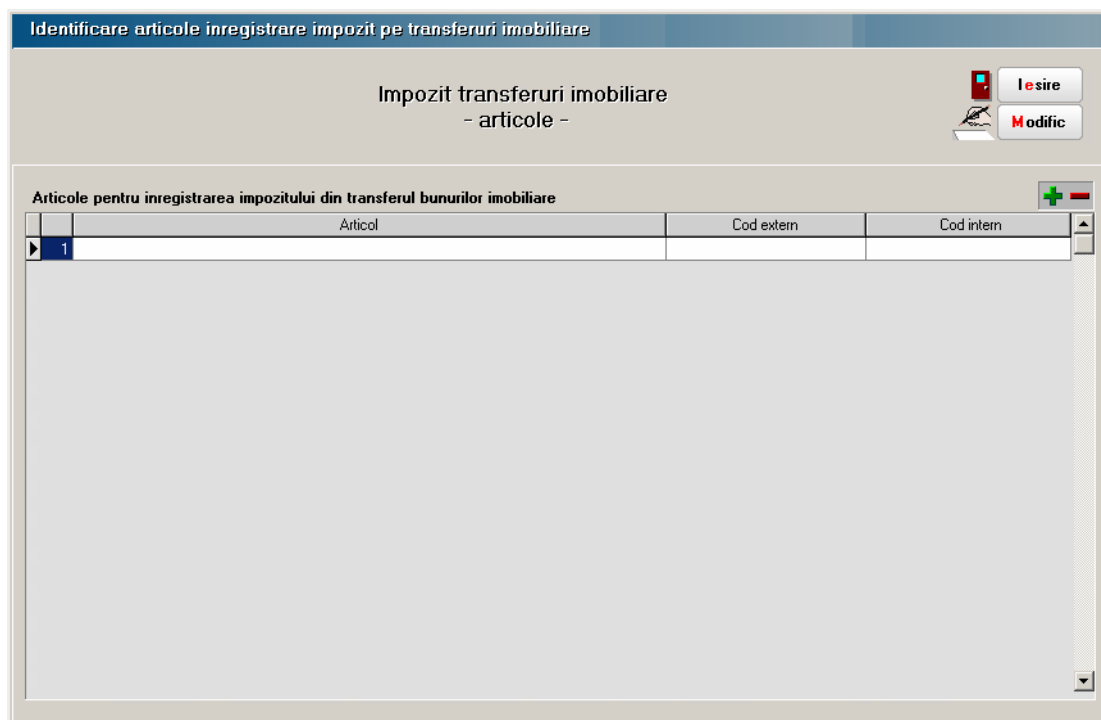 Identificare articole inregistrare impozit pe transferuri imobiliare
Impozit transferuri imobiliare
- articole -
Iesire
Modific
Articole pentru inregistrarea impozitului din transferul bunurilor imobiliare
Articol Cod extern Cod intern
1